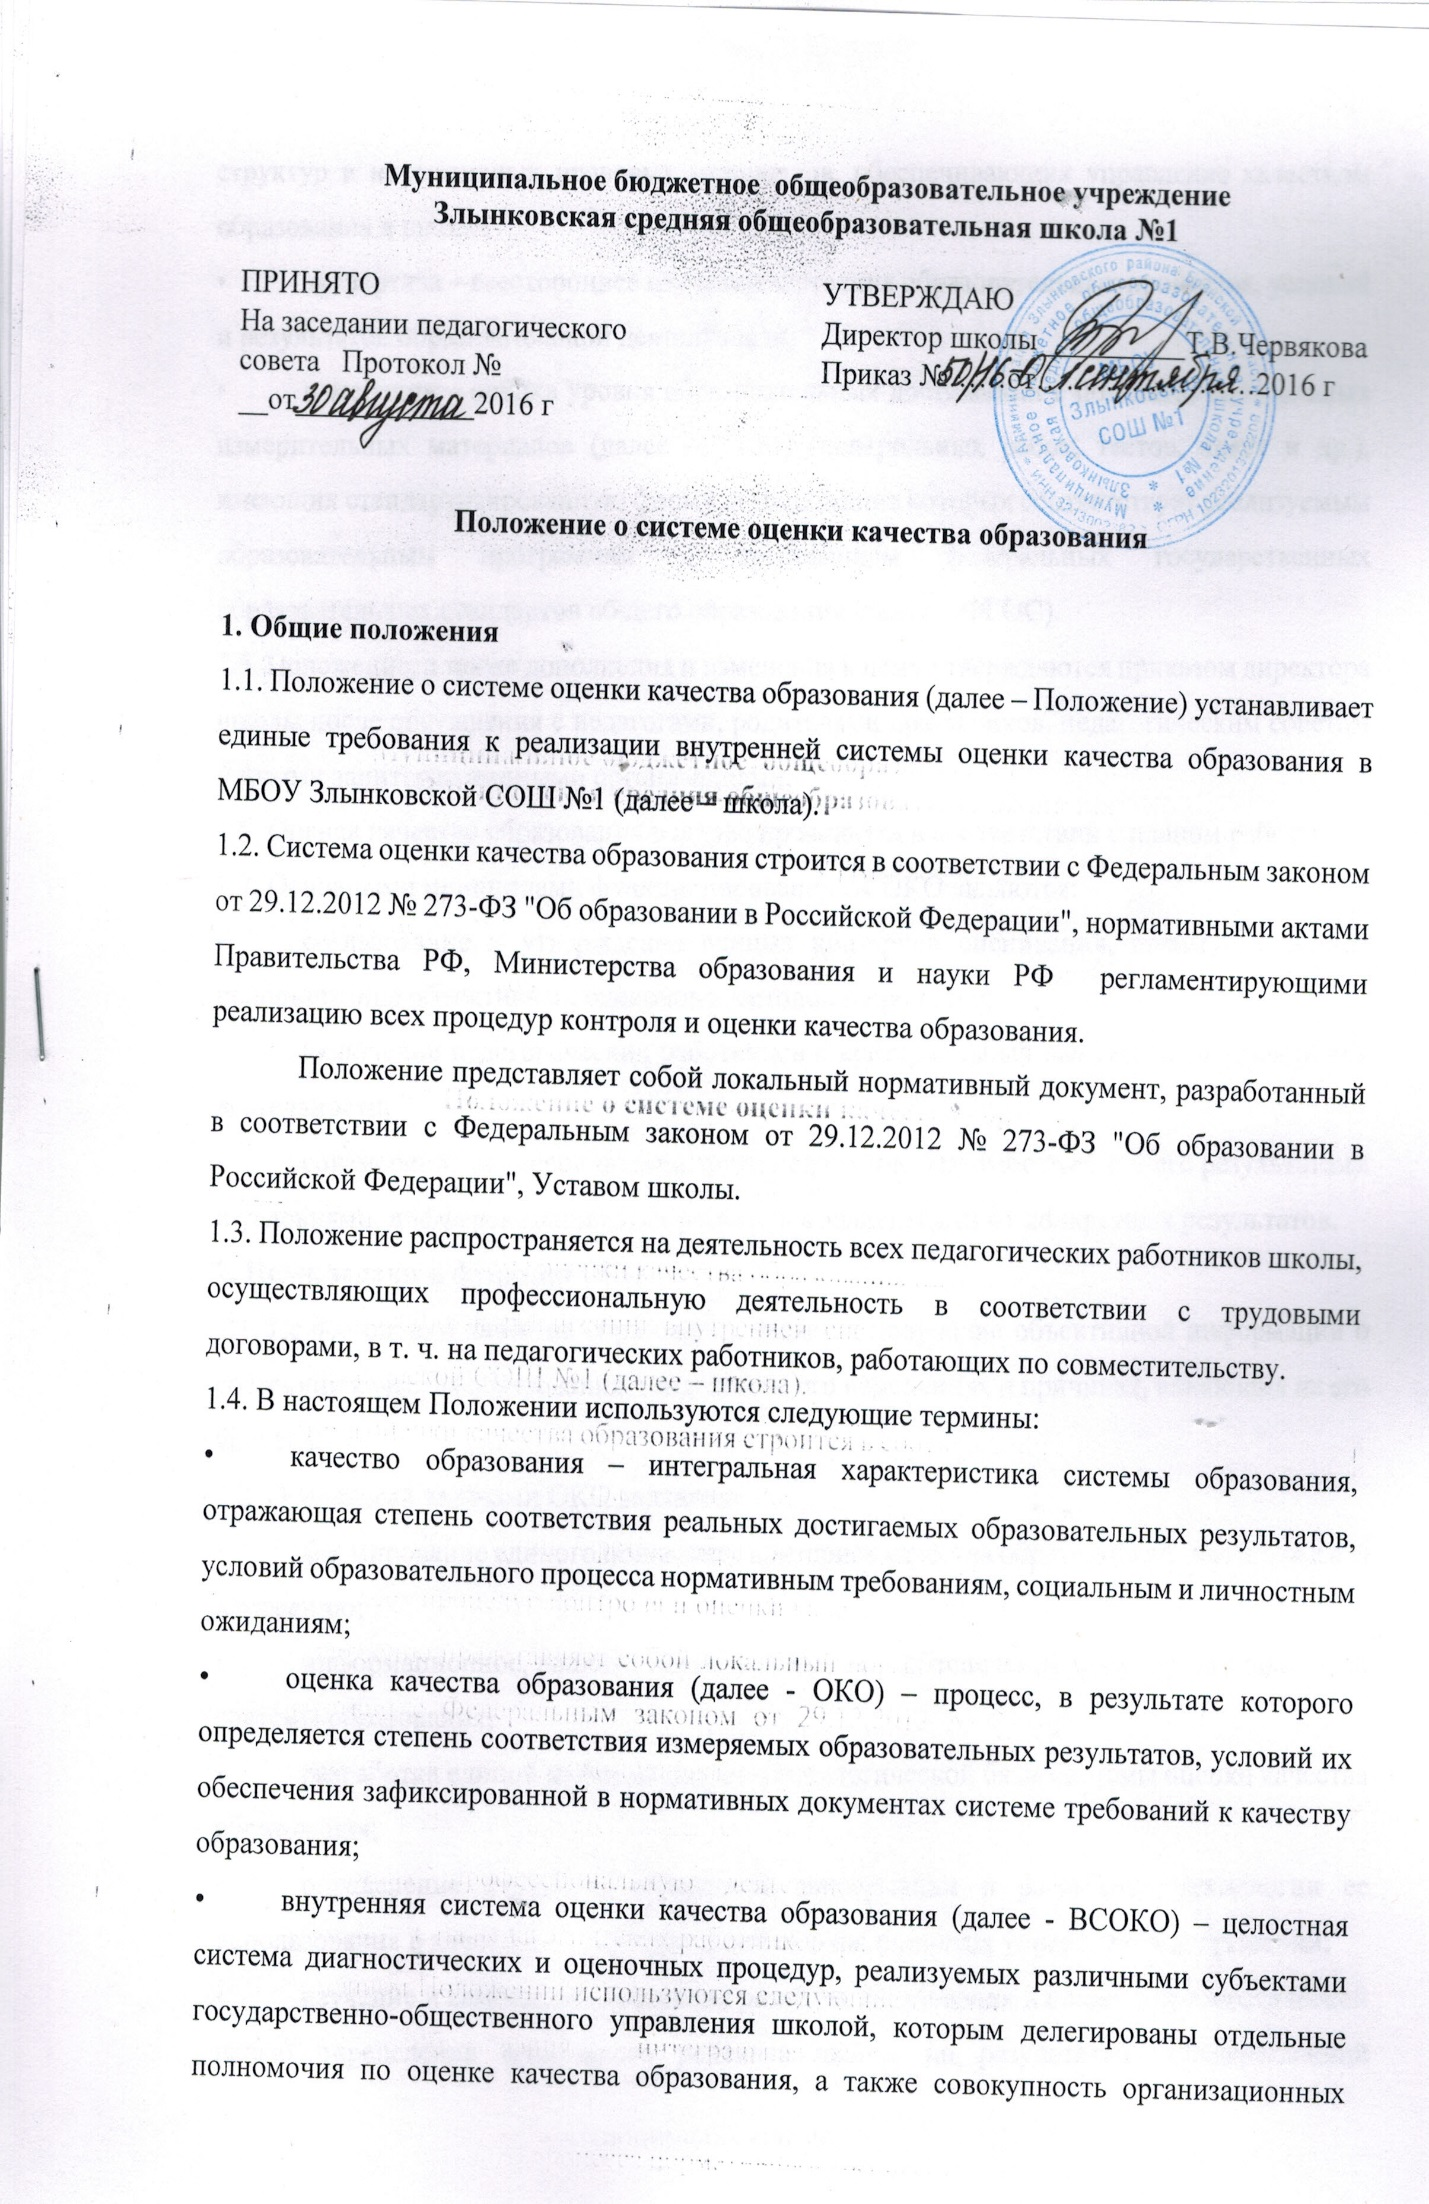 Муниципальное бюджетное общеобразовательное учреждение
Злынковская средняя общеобразовательная школа №1
ПРИНЯТО
На заседании педагогического
совета Протокол №
__от 30 августа 2016 г
УТВЕРЖДАЮ
Директор школы Т.В.Червякова
Приказ № от 01 сентября 2016 г
Злынковская
СОШ №1
Положение о системе оценки качества образования
1. Общие положения
1.1. Положение о системе оценки качества образования (далее – Положение) устанавливает
единые требования к реализации внутренней системы оценки качества образования в
МБОУ Злынковской СОШ №1 (далее – школа).
1.2. Система оценки качества образования строится в соответствии с Федеральным законом
от 29.12.2012 № 273-ФЗ "Об образовании в Российской Федерации", нормативными актами
Правительства РФ, Министерства образования и науки РФ регламентирующими
реализацию всех процедур контроля и оценки качества образования.
Положение представляет собой локальный нормативный документ, разработанный
в соответствии с Федеральным законом от 29.12.2012 № 273-ФЗ "Об образовании в
Российской Федерации", Уставом школы.
1.3. Положение распространяется на деятельность всех педагогических работников школы,
осуществляющих профессиональную деятельность в соответствии с трудовыми
договорами, в т. ч. на педагогических работников, работающих по совместительству.
1.4. В настоящем Положении используются следующие термины:
• качество образования – интегральная характеристика системы образования,
отражающая степень соответствия реальных достигаемых образовательных результатов,
условий образовательного процесса нормативным требованиям, социальным и личностным
ожиданиям;
• оценка качества образования (далее - ОКО) – процесс, в результате которого
определяется степень соответствия измеряемых образовательных результатов, условий их
обеспечения зафиксированной в нормативных документах системе требований к качеству
образования;
• внутренняя система оценки качества образования (далее - ВСОКО) – целостная
система диагностических и оценочных процедур, реализуемых различными субъектами
государственно-общественного управления школой, которым делегированы отдельные
полномочия по оценке качества образования, а также совокупность организационных